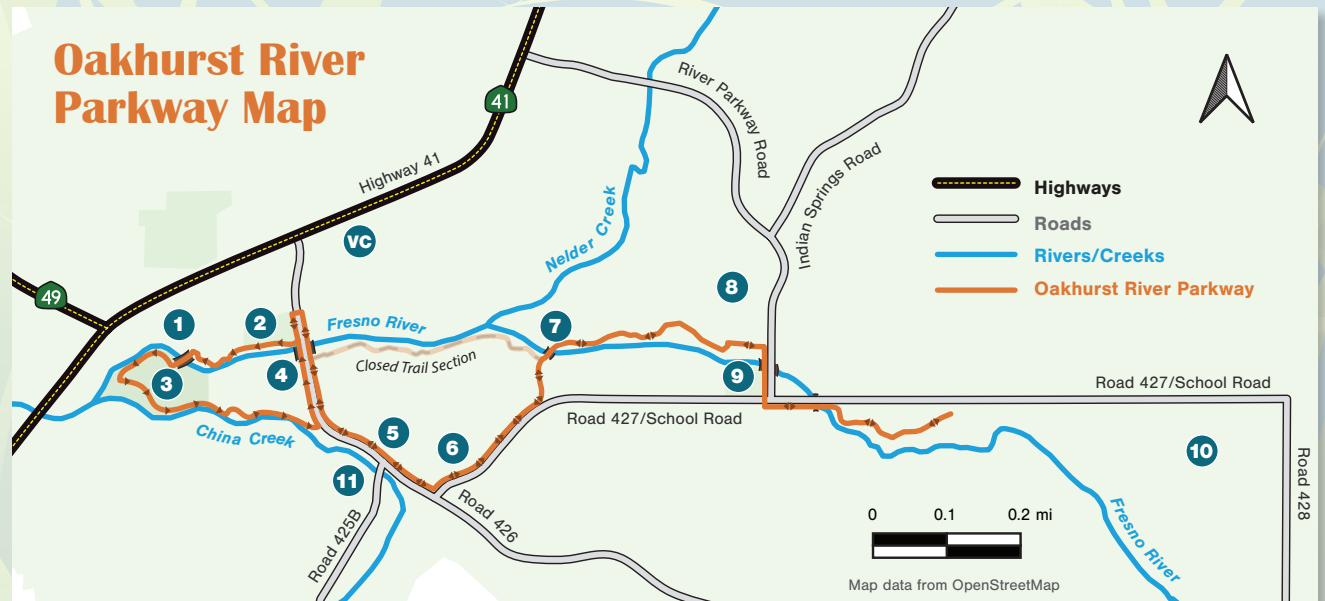 Oakhurst River
Parkway Map
41
Highway 41
River Parkway Road
Indian Springs Road
Highways
Roads
Rivers/Creeks
Oakhurst River Parkway
Nelder Creek
VC
49
1
2
Fresno River
7
8
3
4
Closed Trail Section
9
Road 427/School Road
Road 427/School Road
China Creek
5
6
10
11
Road 425B
Road 426
Road 428
Fresno River
0 0.1 0.2 mi
Map data from OpenStreetMap